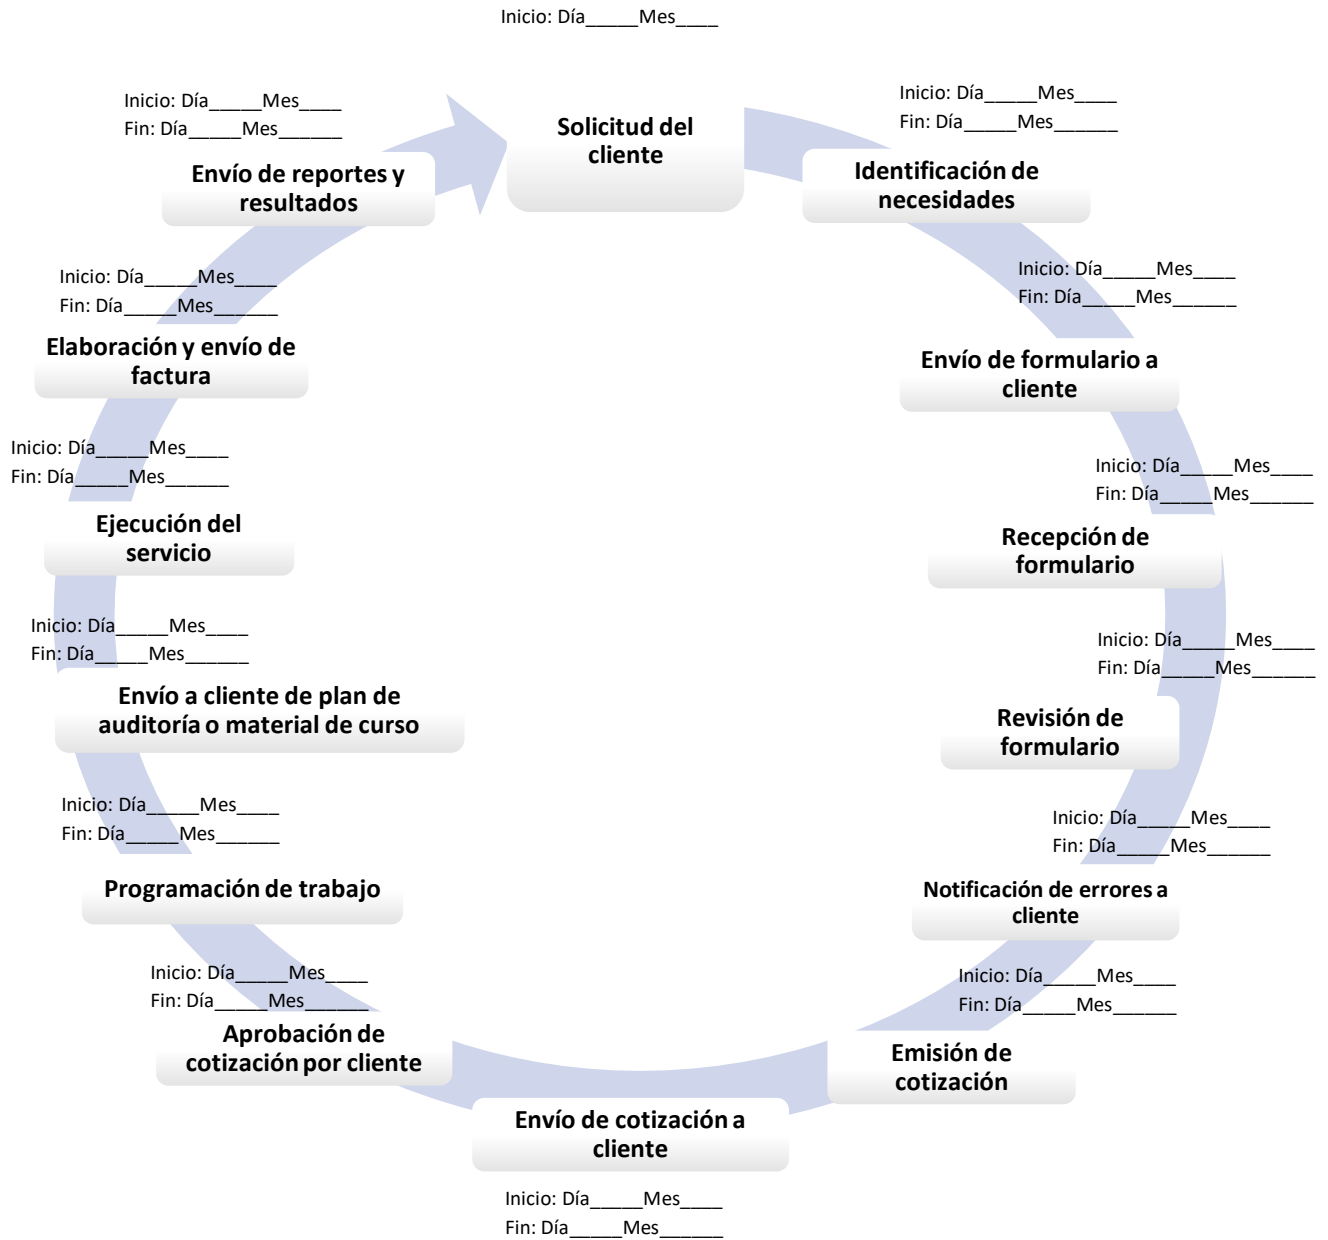 Inicio: Día_____Mes____
Solicitud del
cliente
Inicio: Día_____Mes____
Fin: Día_____Mes______
Identificación de
necesidades
Inicio: Día_____Mes____
Fin: Día_____Mes______
Envío de formulario a
cliente
Inicio: Día_____Mes____
Fin: Día_____Mes______
Recepción de
formulario
Inicio: Día_____Mes____
Fin: Día_____Mes______
Revisión de
formulario
Inicio: Día_____Mes____
Fin: Día_____Mes______
Notificación de errores a
cliente
Inicio: Día_____Mes____
Fin: Día_____Mes______
Emisión de
cotización
Envío de cotización a
cliente
Inicio: Día_____Mes____
Fin: Día_____Mes______
Inicio: Día_____Mes____
Fin: Día_____Mes______
Aprobación de
cotización por cliente
Inicio: Día_____Mes____
Fin: Día_____Mes______
Programación de trabajo
Inicio: Día_____Mes____
Fin: Día_____Mes______
Envío a cliente de plan de
auditoría o material de curso
Inicio: Día_____Mes____
Fin: Día_____Mes______
Ejecución del
servicio
Inicio: Día_____Mes____
Fin: Día_____Mes______
Elaboración y envío de
factura
Inicio: Día_____Mes____
Fin: Día_____Mes______
Envío de reportes y
resultados